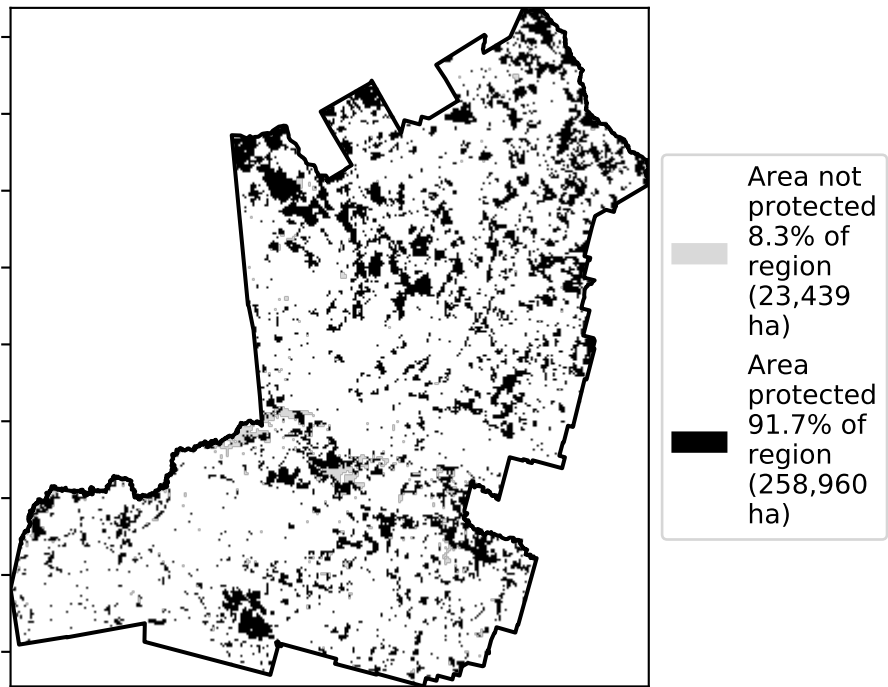 Area not
protected
8.3% of
region
(23,439
ha)
Area
protected
91.7% of
region
(258,960
ha)